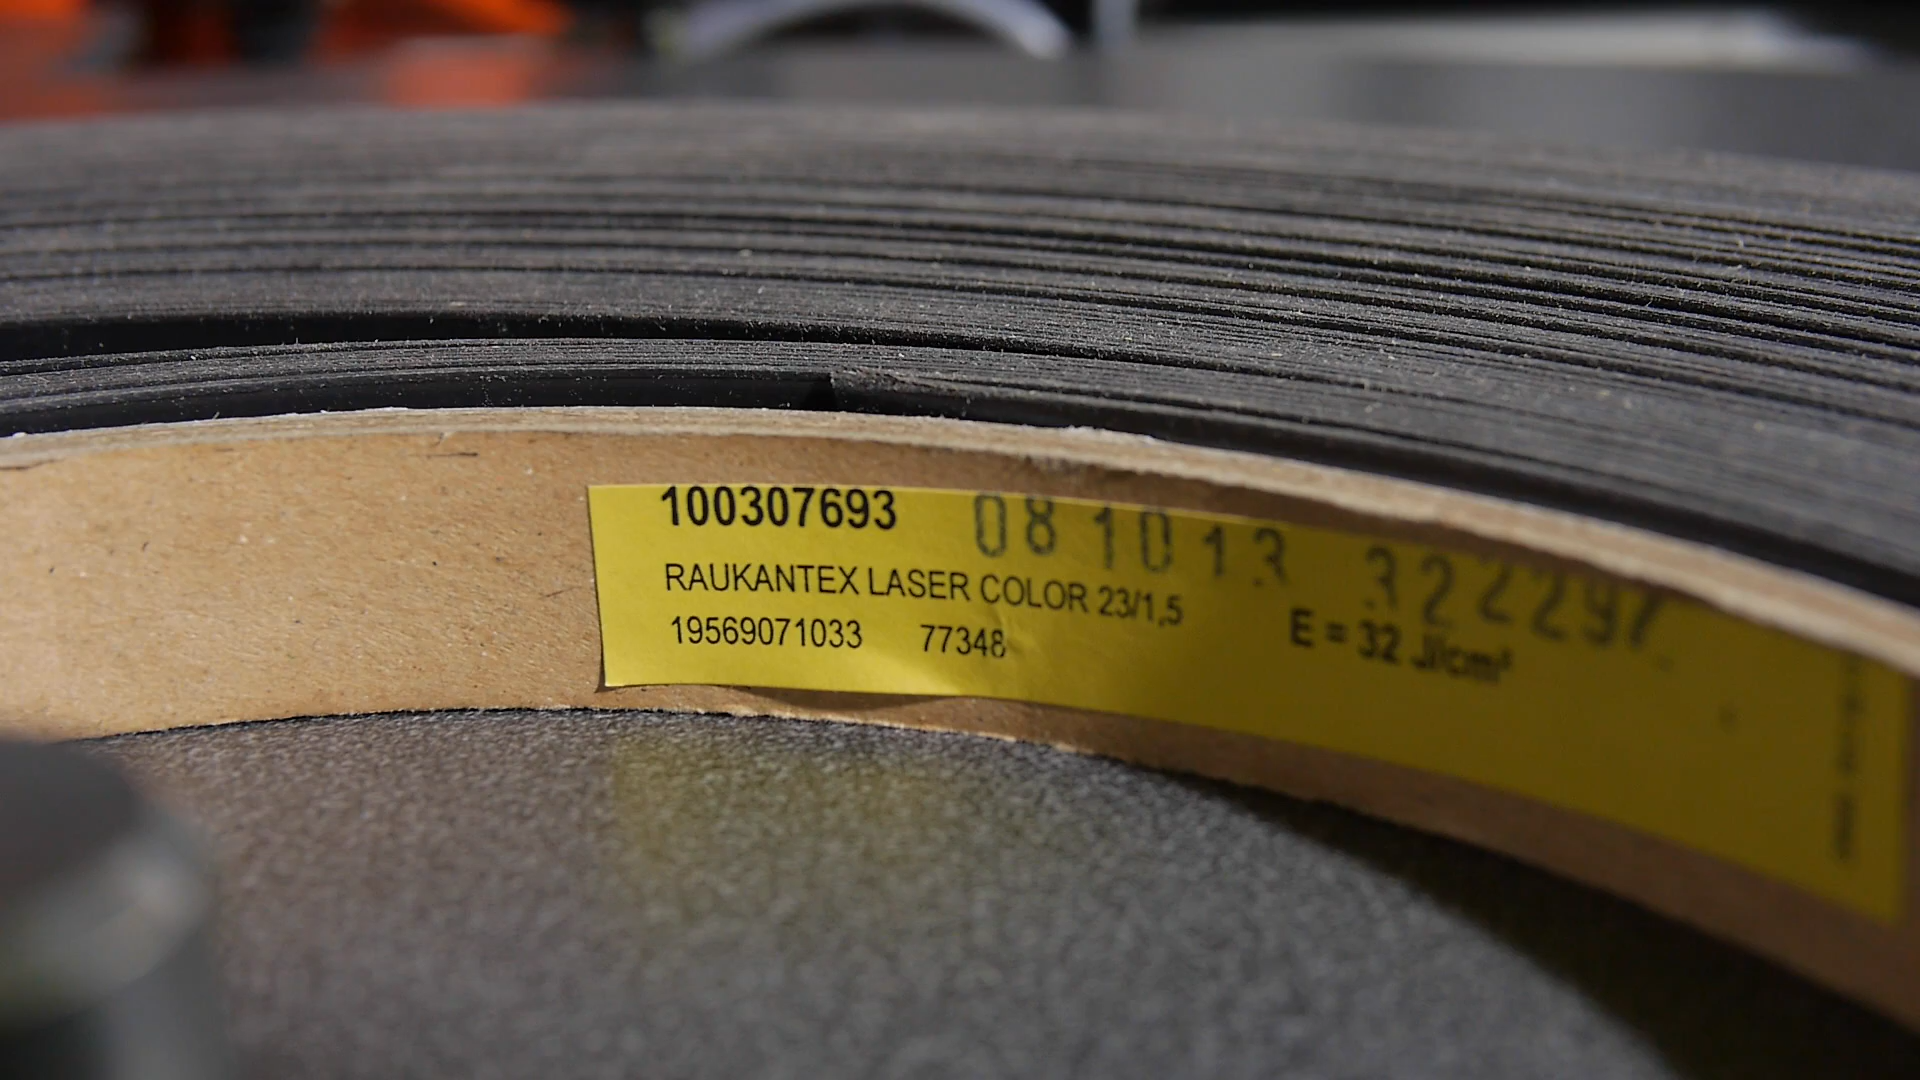 100307693 081013 322297
RAUKANTEX LASER COLOR 23/1,5
19569071033 77348 E = 32 J/cm²